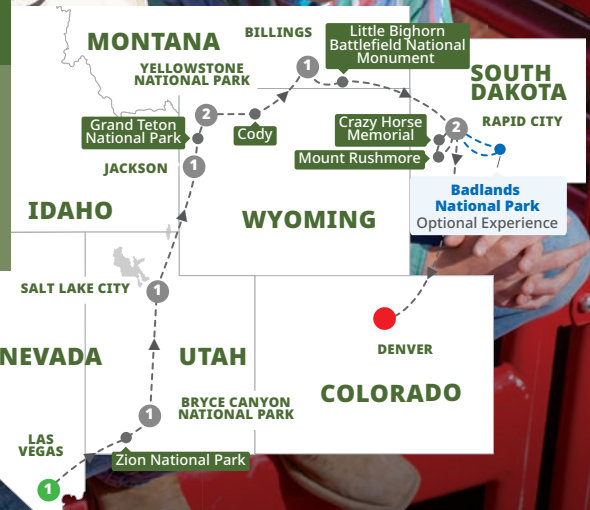 MONTANA
BILLINGS
1
Little Bighorn
Battlefield National
Monument
YELLOWSTONE
NATIONAL PARK
SOUTH
DAKOTA
2
Grand Teton
National Park
Cody
Crazy Horse
Memorial
2
RAPID CITY
Mount Rushmore
JACKSON
1
Badlands
National Park
Optional Experience
IDAHO
WYOMING
SALT LAKE CITY
1
NEVADA
UTAH
DENVER
COLORADO
BRYCE CANYON
NATIONAL PARK
1
LAS
VEGAS
Zion National Park
1